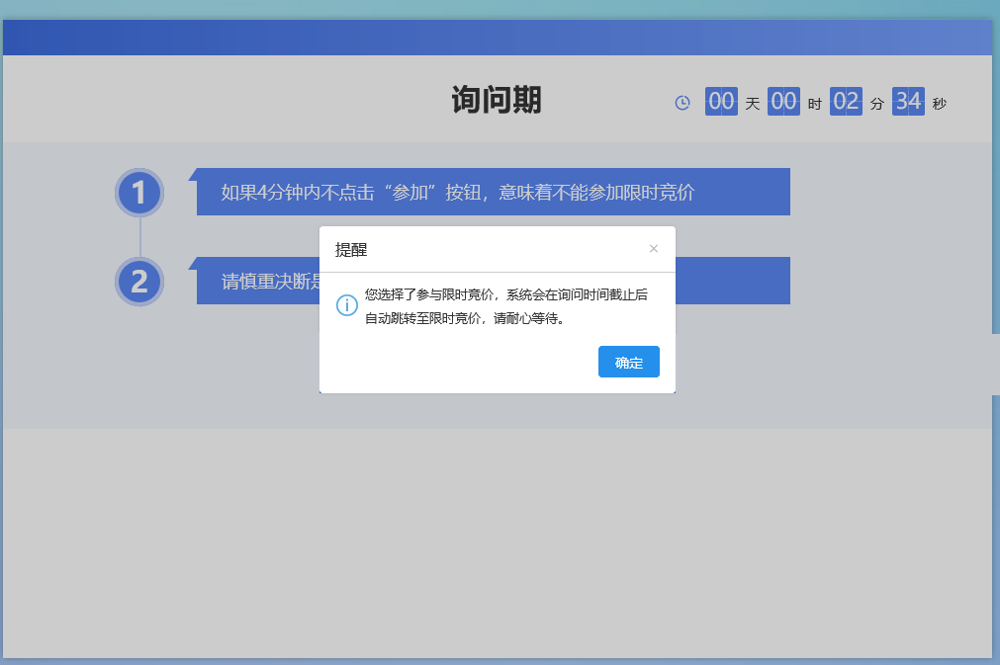 询问期
00 天 00 时 02 分 34 秒
1
如果4分钟内不点击“参加”按钮，意味着不能参加限时竞价
2
请慎重决断是
提醒
您选择了参与限时竞价，系统会在询问时间截止后
自动跳转至限时竞价，请耐心等待。
确定